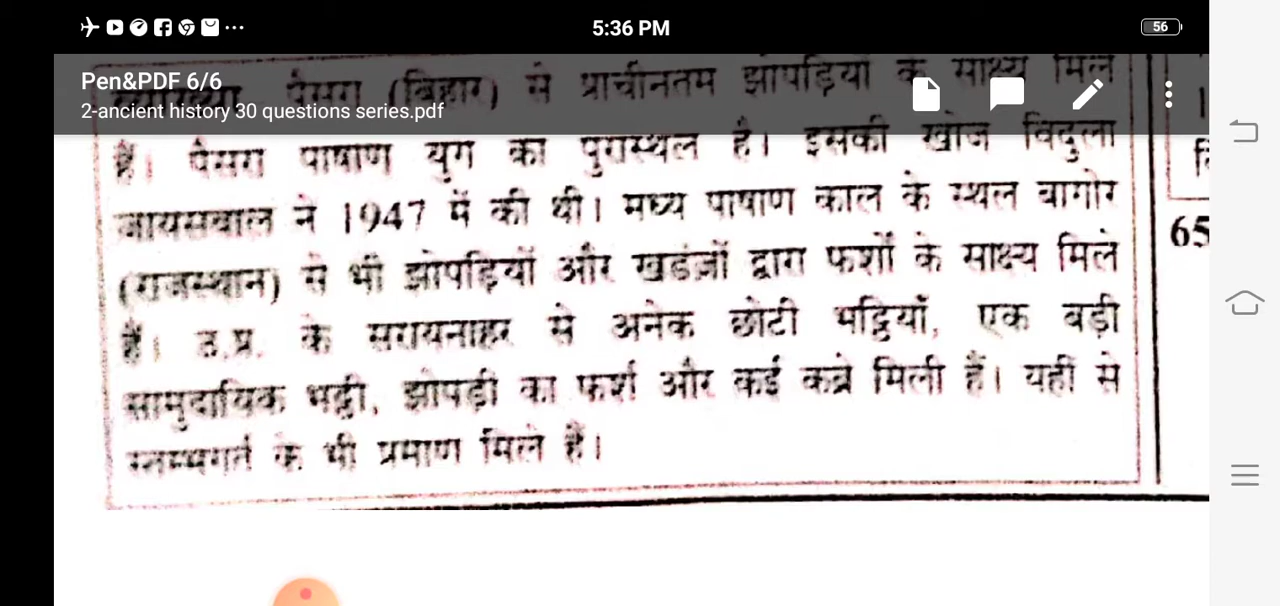 5:36 PM
56
Pen&PDF 6/6
2-ancient history 30 questions series.pdf
पैसरा (बिहार) से प्राचीनतम झोपड़ियों के साक्ष्य मिले
हैं। पैसरा पाषाण युग का पुरास्थल है। इसकी खोज विदुला
जायसवाल ने 1947 में की थी। मध्य पाषाण काल के स्थल बागोर
(राजस्थान) से भी झोपड़ियों और खडंजों द्वारा फर्शों के साक्ष्य मिले
हैं। उ.प्र. के सरायनाहर से अनेक छोटी भट्ठियाँ, एक बड़ी
सामुदायिक भट्ठी, झोपड़ी का फर्श और कई कब्रे मिली हैं। यहीं से
स्तम्भगर्त के भी प्रमाण मिले हैं।
65